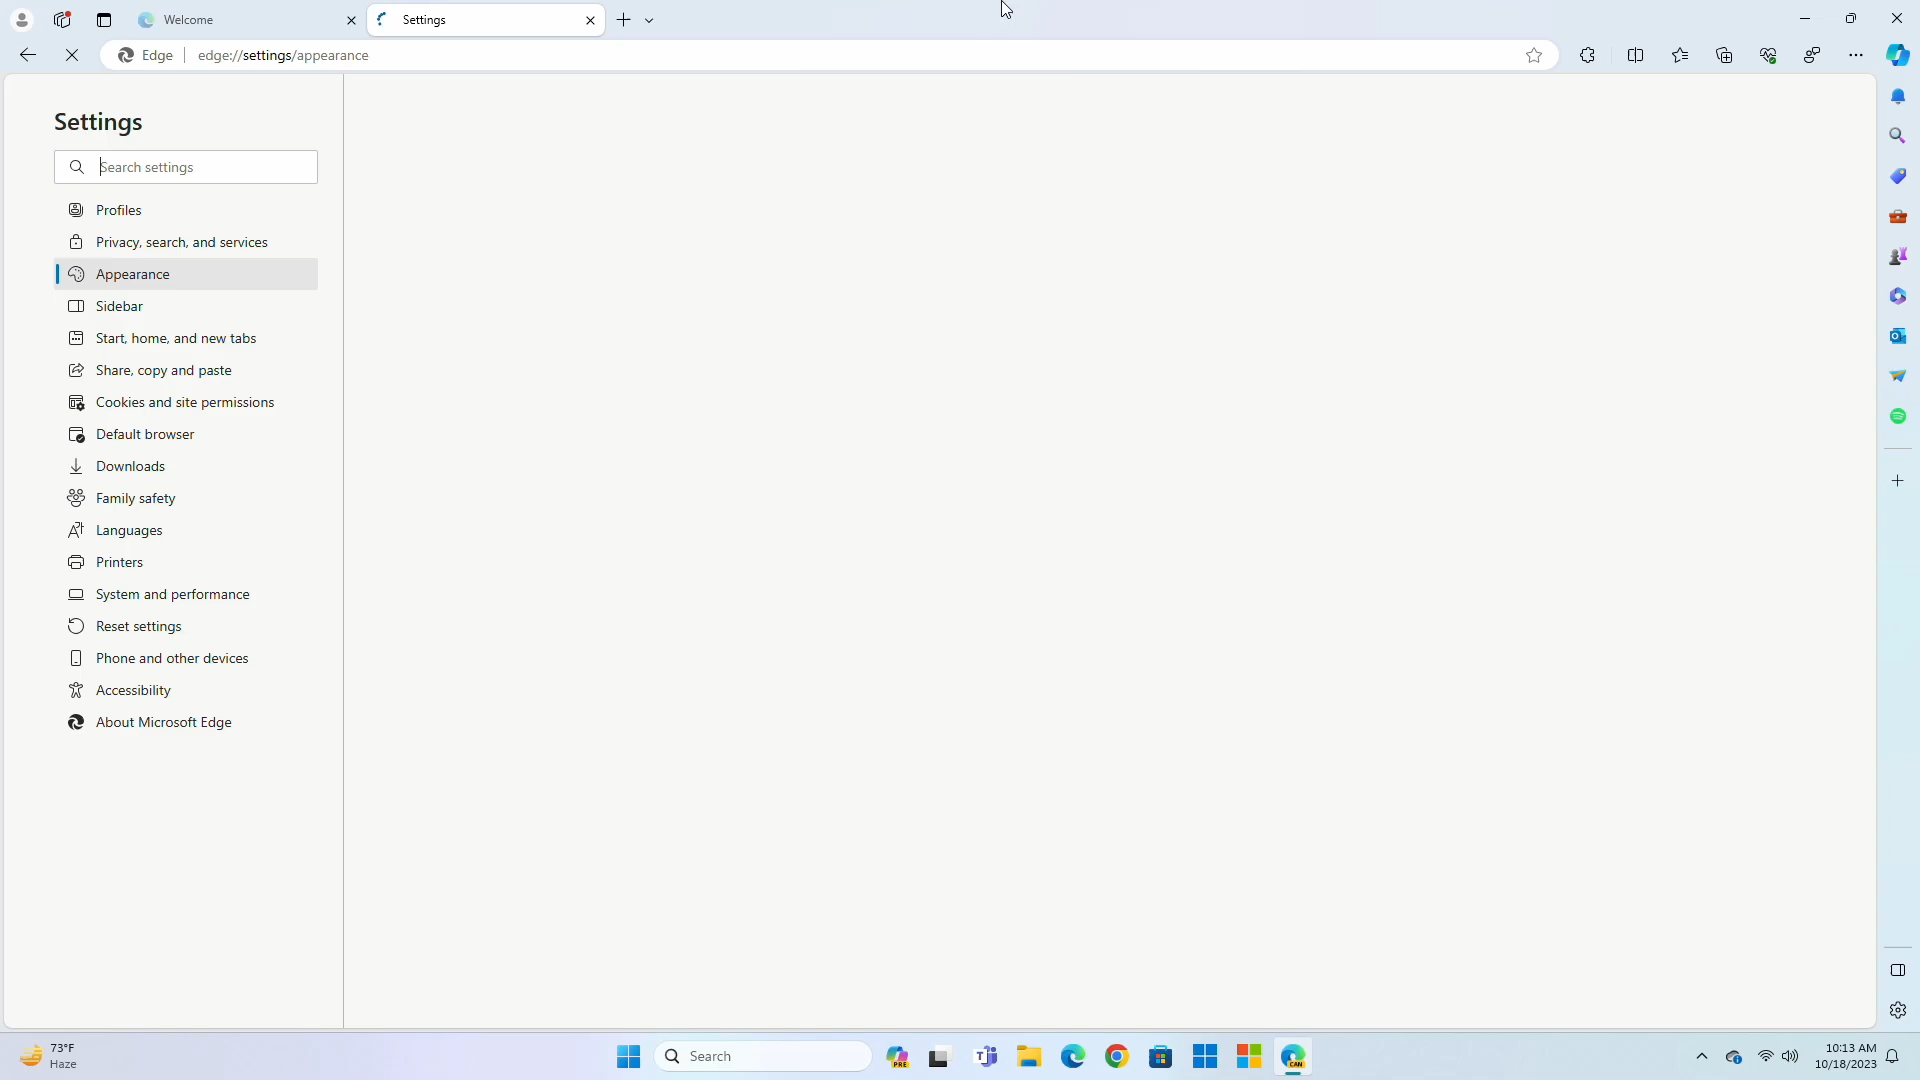 Welcome
Settings
Edge
edge://settings/appearance
Settings
Search settings
Profiles
Privacy, search, and services
Appearance
Sidebar
Start, home, and new tabs
Share, copy and paste
Cookies and site permissions
Default browser
Downloads
Family safety
Languages
Printers
System and performance
Reset settings
Phone and other devices
Accessibility
About Microsoft Edge
73°F
Haze
Search
PRE
CAN
10:13 AM
10/18/2023